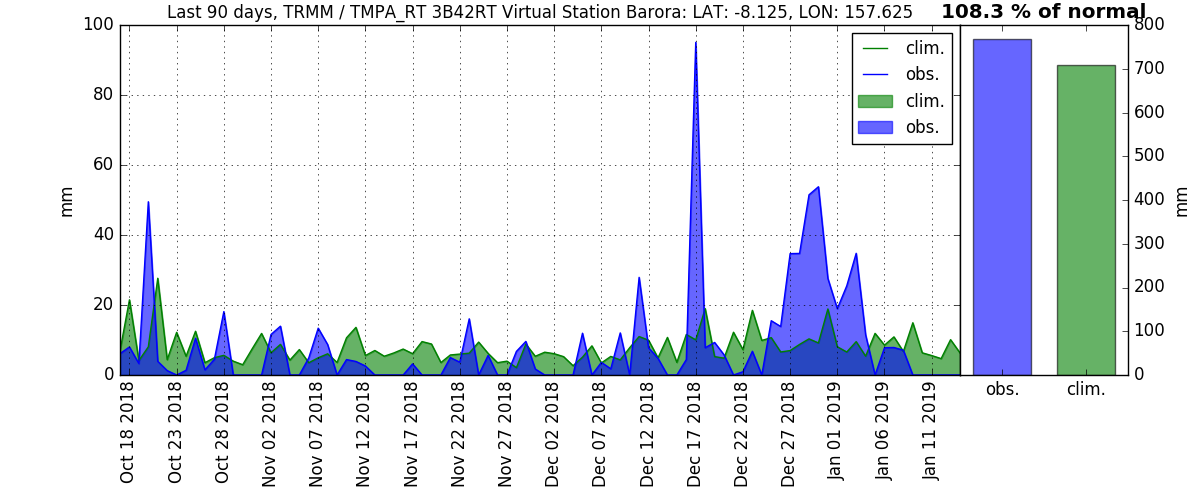 Last 90 days, TRMM / TMPA_RT 3B42RT Virtual Station Barora: LAT: -8.125, LON: 157.625
108.3 % of normal
100
80
60
40
20
0
mm
clim.
obs.
clim.
obs.
Oct 18 2018
Oct 23 2018
Oct 28 2018
Nov 02 2018
Nov 07 2018
Nov 12 2018
Nov 17 2018
Nov 22 2018
Nov 27 2018
Dec 02 2018
Dec 07 2018
Dec 12 2018
Dec 17 2018
Dec 22 2018
Dec 27 2018
Jan 01 2019
Jan 06 2019
Jan 11 2019
800
700
600
500
400
300
200
100
0
mm
obs.
clim.